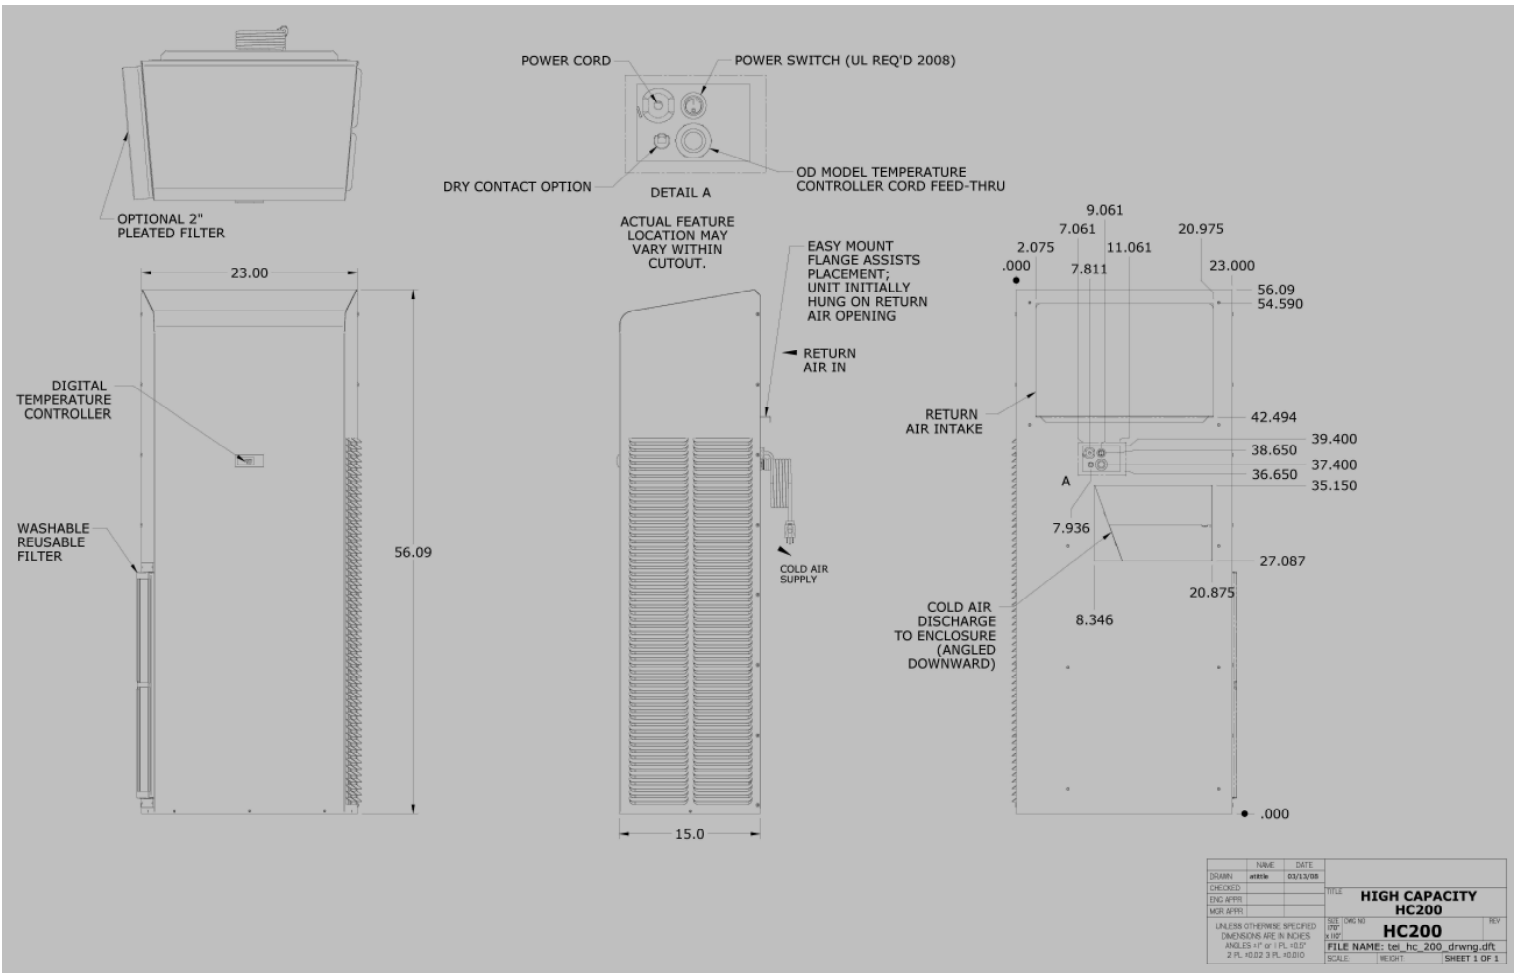 POWER CORD
POWER SWITCH (UL REQ'D 2008)
DRY CONTACT OPTION
OD MODEL TEMPERATURE
CONTROLLER CORD FEED-THRU
DETAIL A
ACTUAL FEATURE
LOCATION MAY
VARY WITHIN
CUTOUT.
OPTIONAL 2"
PLEATED FILTER
23.00
DIGITAL
TEMPERATURE
CONTROLLER
WASHABLE
REUSABLE
FILTER
56.09
EASY MOUNT
FLANGE ASSISTS
PLACEMENT;
UNIT INITIALLY
HUNG ON RETURN
AIR OPENING
RETURN
AIR IN
COLD AIR
SUPPLY
15.0
9.061
7.061
20.975
2.075
11.061
.000
7.811
23.000
56.09
54.590
RETURN
AIR INTAKE
42.494
39.400
38.650
37.400
36.650
35.150
A
7.936
27.087
20.875
8.346
COLD AIR
DISCHARGE
TO ENCLOSURE
(ANGLED
DOWNWARD)
.000
NAME DATE
DRAWN 03/13/08
CHECKED
ENG APPR
MGR APPR
TITLE
HIGH CAPACITY
HC200
UNLESS OTHERWISE SPECIFIED
DIMENSIONS ARE IN INCHES
SIZE DWG NO REV
HC200
FILE NAME: tei_hc_200_drwng.dft
SCALE: WEIGHT: SHEET 1 OF 1